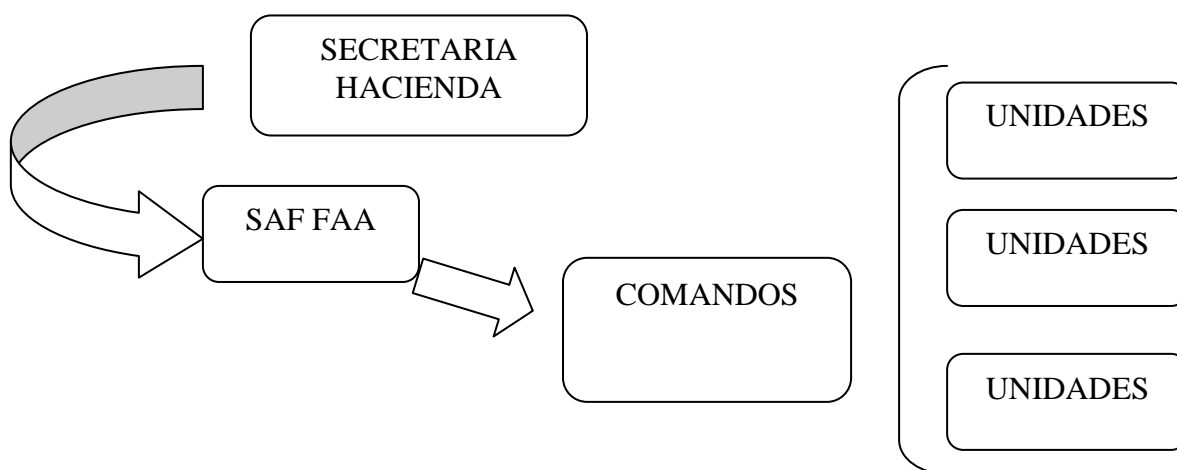 SECRETARIA
HACIENDA
SAF FAA
COMANDOS
UNIDADES
UNIDADES
UNIDADES